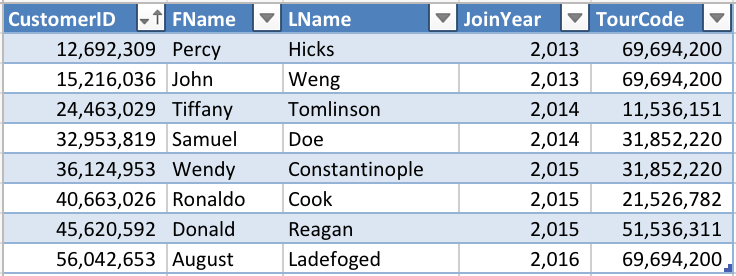 CustomerID FName LName JoinYear TourCode
12,692,309 Percy Hicks 2,013 69,694,200
15,216,036 John Weng 2,013 69,694,200
24,463,029 Tiffany Tomlinson 2,014 11,536,151
32,953,819 Samuel Doe 2,014 31,852,220
36,124,953 Wendy Constantinople 2,015 31,852,220
40,663,026 Ronaldo Cook 2,015 21,526,782
45,620,592 Donald Reagan 2,015 51,536,311
56,042,653 August Ladefoged 2,016 69,694,200